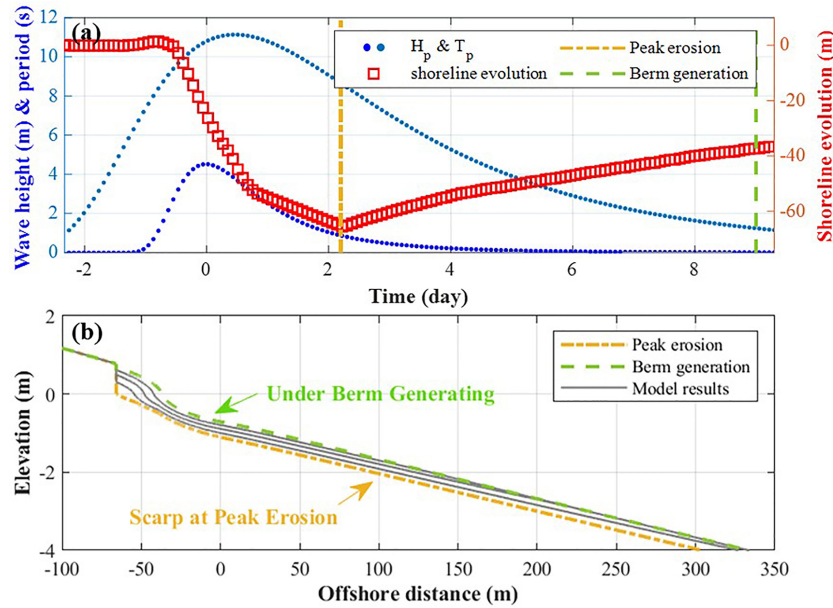 (a)
12
10
8
6
4
2
0
Wave height (m) & period (s)
H_p & T_p
shoreline evolution
Peak erosion
Berm generation
0
-20
-40
-60
Shoreline evolution (m)
-2 0 2 4 6 8
Time (day)
(b)
2
0
-2
-4
Elevation (m)
Peak erosion
Berm generation
Model results
Under Berm Generating
Scarp at Peak Erosion
-100 -50 0 50 100 150 200 250 300 350
Offshore distance (m)